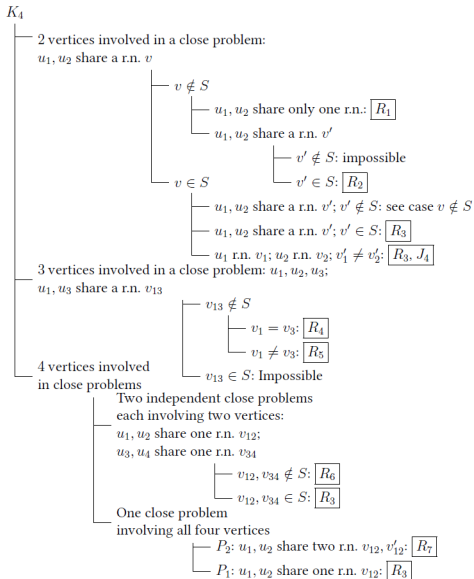 K₄
2 vertices involved in a close problem:
u₁, u₂ share a r.n. v
v ∉ S
u₁, u₂ share only one r.n.: R₁
u₁, u₂ share a r.n. v′
v′ ∉ S: impossible
v′ ∈ S: R₂
v ∈ S
u₁, u₂ share a r.n. v′; v′ ∉ S: see case v ∉ S
u₁, u₂ share a r.n. v′; v′ ∈ S: R₃
u₁ r.n. v₁; u₂ r.n. v₂; v′₁ ≠ v′₂: R₃, J₄
3 vertices involved in a close problem: u₁, u₂, u₃;
u₁, u₃ share a r.n. v₁₃
v₁₃ ∉ S
v₁ = v₃: R₄
v₁ ≠ v₃: R₅
v₁₃ ∈ S: Impossible
4 vertices involved
in close problems
Two independent close problems
each involving two vertices:
u₁, u₂ share one r.n. v₁₂;
u₃, u₄ share one r.n. v₃₄
v₁₂, v₃₄ ∉ S: R₆
v₁₂, v₃₄ ∈ S: R₃
One close problem
involving all four vertices
P₂: u₁, u₂ share two r.n. v₁₂, v′₁₂: R₇
P₁: u₁, u₂ share one r.n. v₁₂: R₃